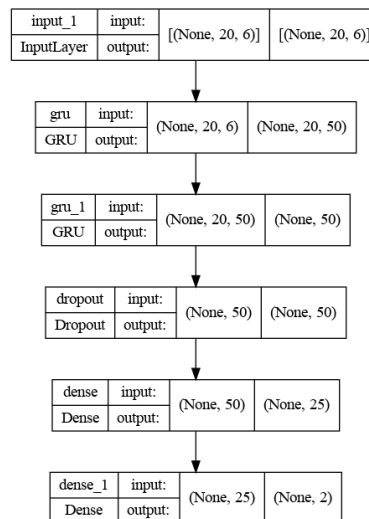 input_1 input: [(None, 20, 6)] [(None, 20, 6)]
InputLayer output:
gru input: (None, 20, 6) (None, 20, 50)
GRU output:
gru_1 input: (None, 20, 50) (None, 50)
GRU output:
dropout input: (None, 50) (None, 50)
Dropout output:
dense input: (None, 50) (None, 25)
Dense output:
dense_1 input: (None, 25) (None, 2)
Dense output: